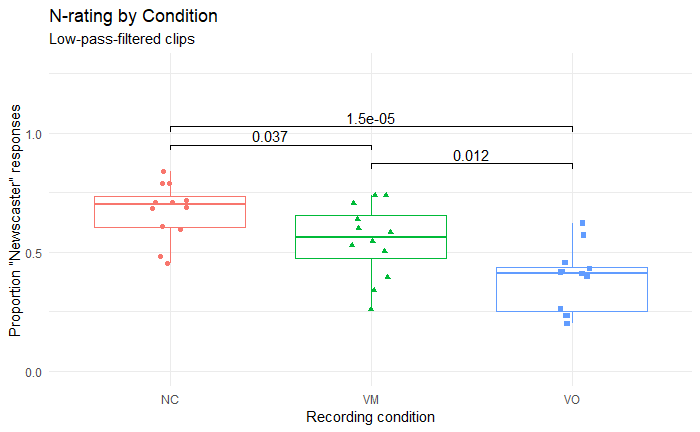 N-rating by Condition
Low-pass-filtered clips
Proportion "Newscaster" responses
1.0
0.5
0.0
1.5e-05
0.037
0.012
NC
VM
VO
Recording condition